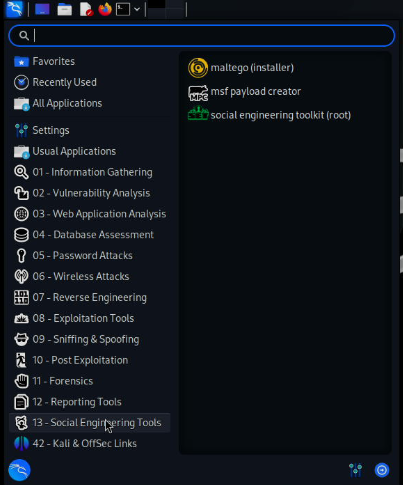 Favorites
Recently Used
All Applications
Settings
Usual Applications
01 - Information Gathering
02 - Vulnerability Analysis
03 - Web Application Analysis
04 - Database Assessment
05 - Password Attacks
06 - Wireless Attacks
07 - Reverse Engineering
08 - Exploitation Tools
09 - Sniffing & Spoofing
10 - Post Exploitation
11 - Forensics
12 - Reporting Tools
13 - Social Engineering Tools
42 - Kali & OffSec Links
maltego (installer)
MPC
msf payload creator
social engineering toolkit (root)